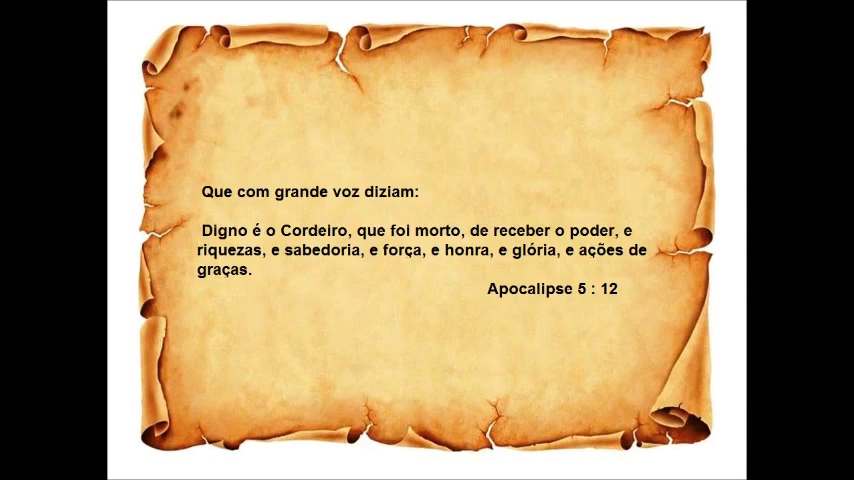 Que com grande voz diziam:
Digno é o Cordeiro, que foi morto, de receber o poder, e
riquezas, e sabedoria, e força, e honra, e glória, e ações de
graças.
Apocalipse 5 : 12